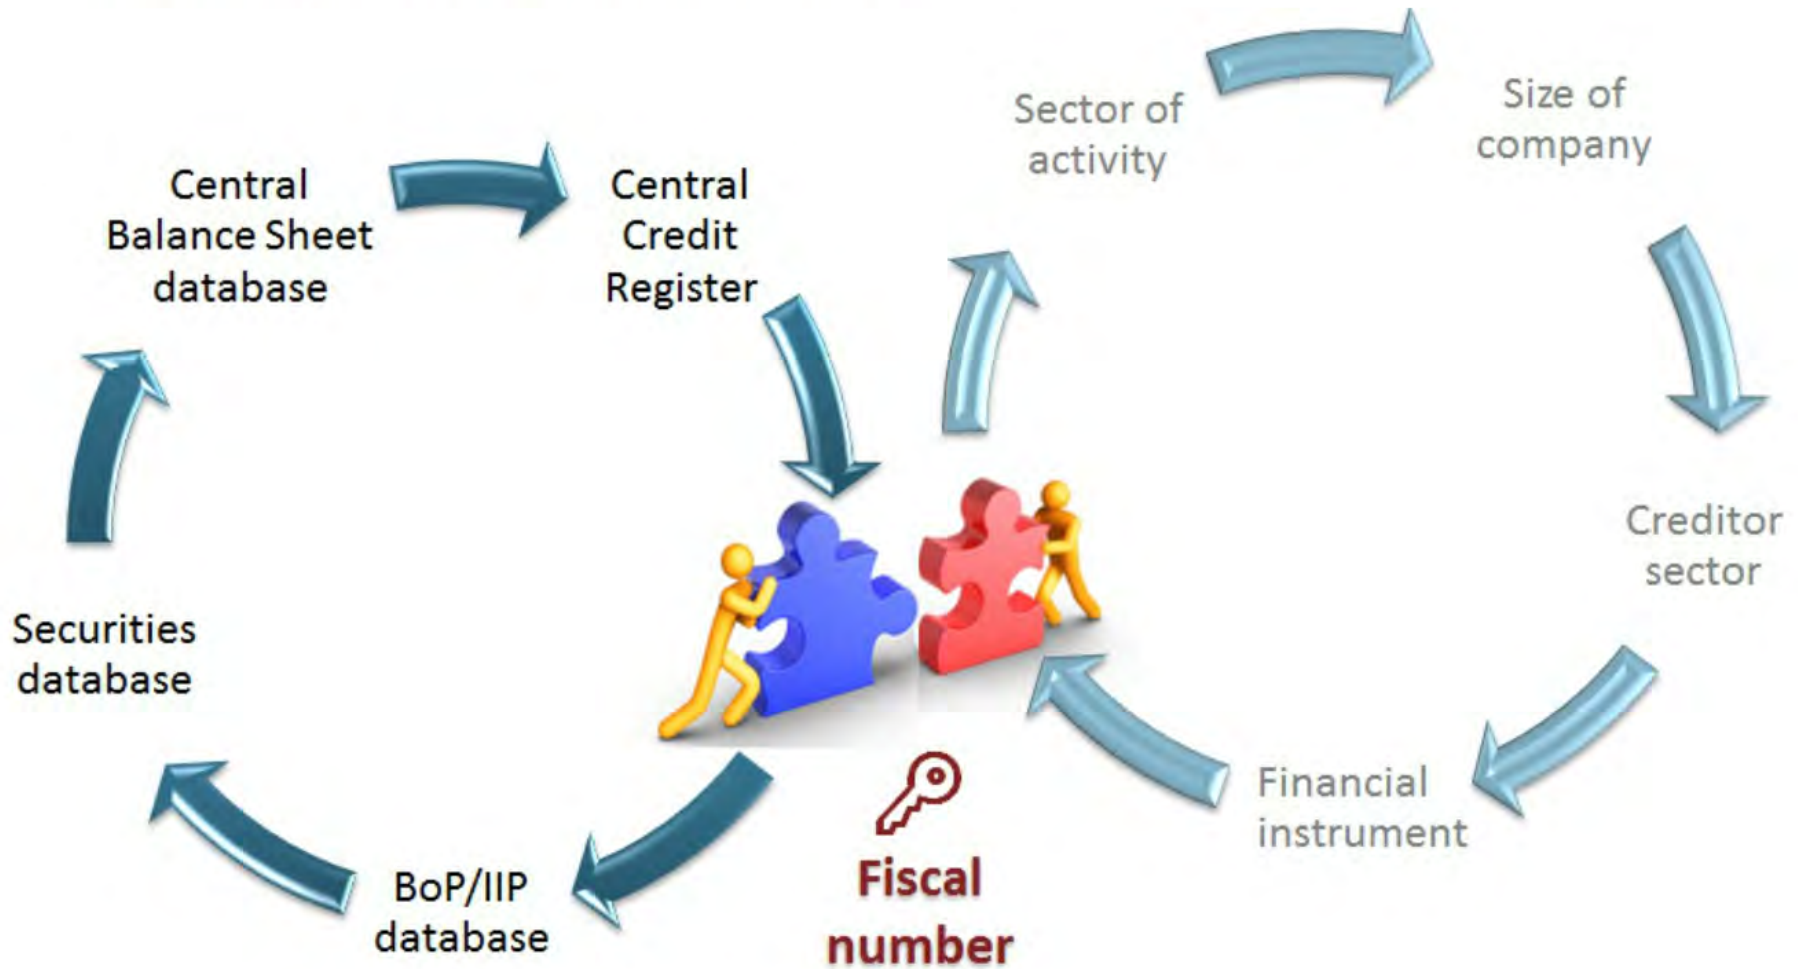 Central
Balance Sheet
database
Central
Credit
Register
Securities
database
BoP/IIP
database
Sector of
activity
Size of
company
Creditor
sector
Financial
instrument
Fiscal
number